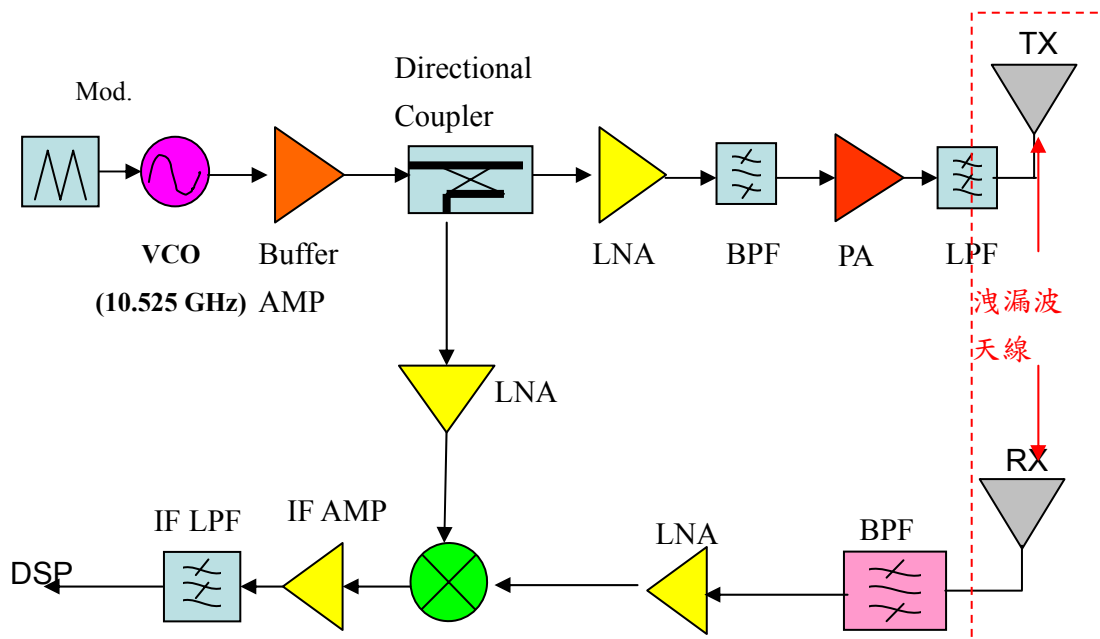 TX
Directional
Coupler
Mod.
VCO
(10.525 GHz)
Buffer
AMP
LNA
BPF
PA
LPF
洩漏波
天線
LNA
RX
IF LPF
IF AMP
LNA
BPF
DSP